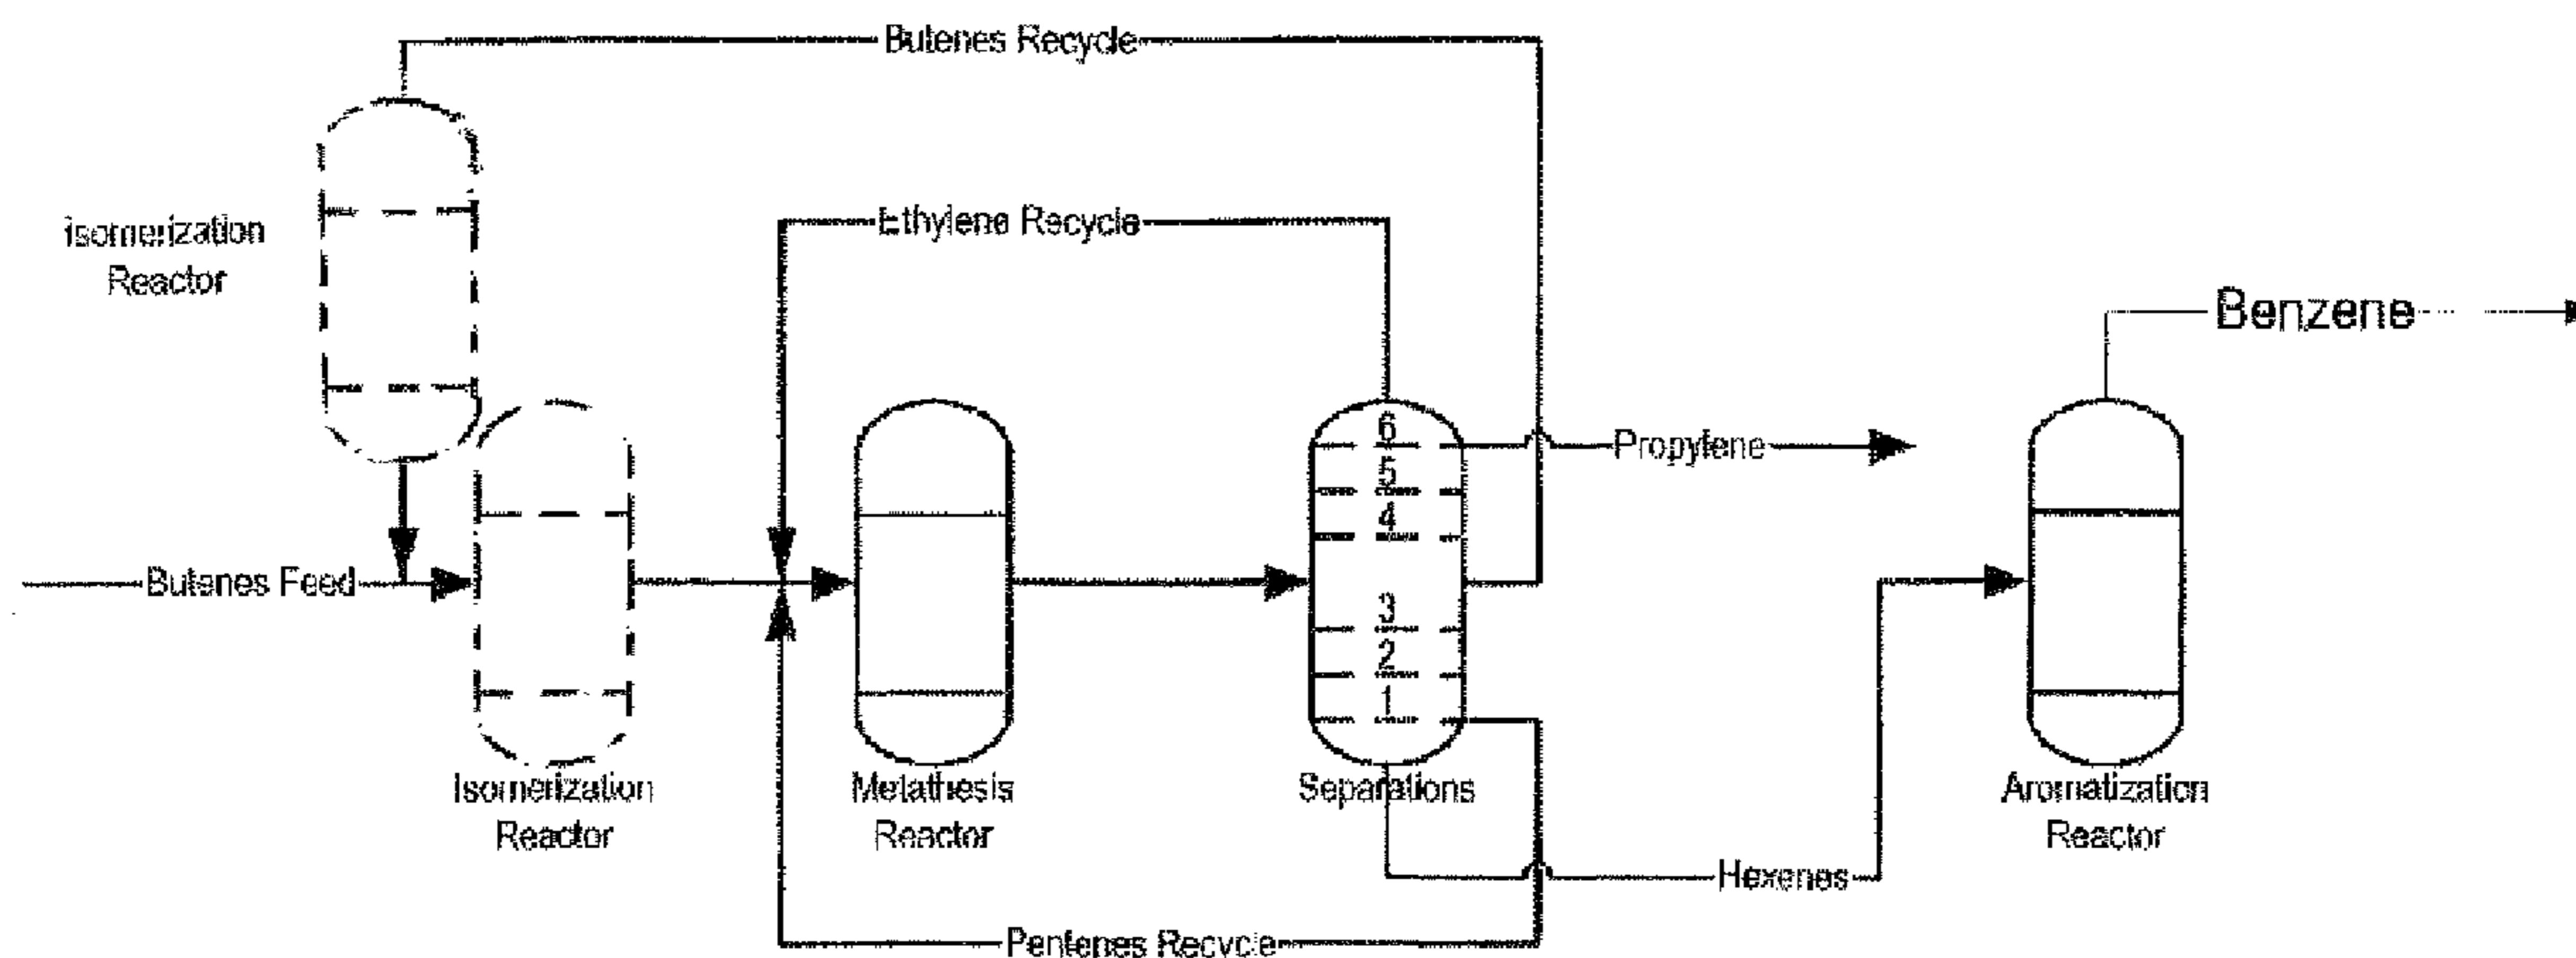 Butenes Recycle
isomerization
Reactor
Ethylene Recycle
Benzene
6
Propylene
5
4
Butenes Feed
3
2
1
Isomerization
Reactor
Metathesis
Reactor
Separations
Aromatization
Reactor
Hexenes
Pentenes Recycle